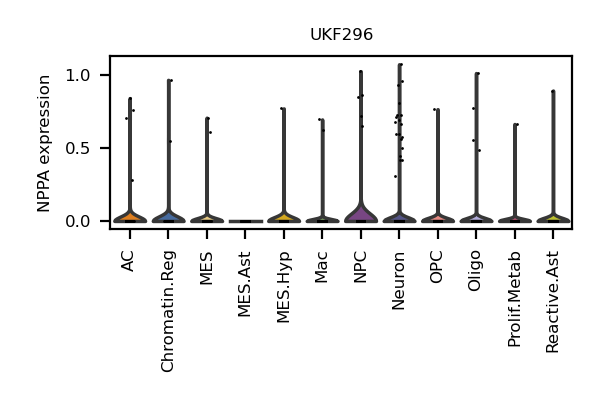 UKF296
NPPA expression
1.0
0.5
0.0
AC
Chromatin.Reg
MES
MES.Ast
MES.Hyp
Mac
NPC
Neuron
OPC
Oligo
Prolif.Metab
Reactive.Ast